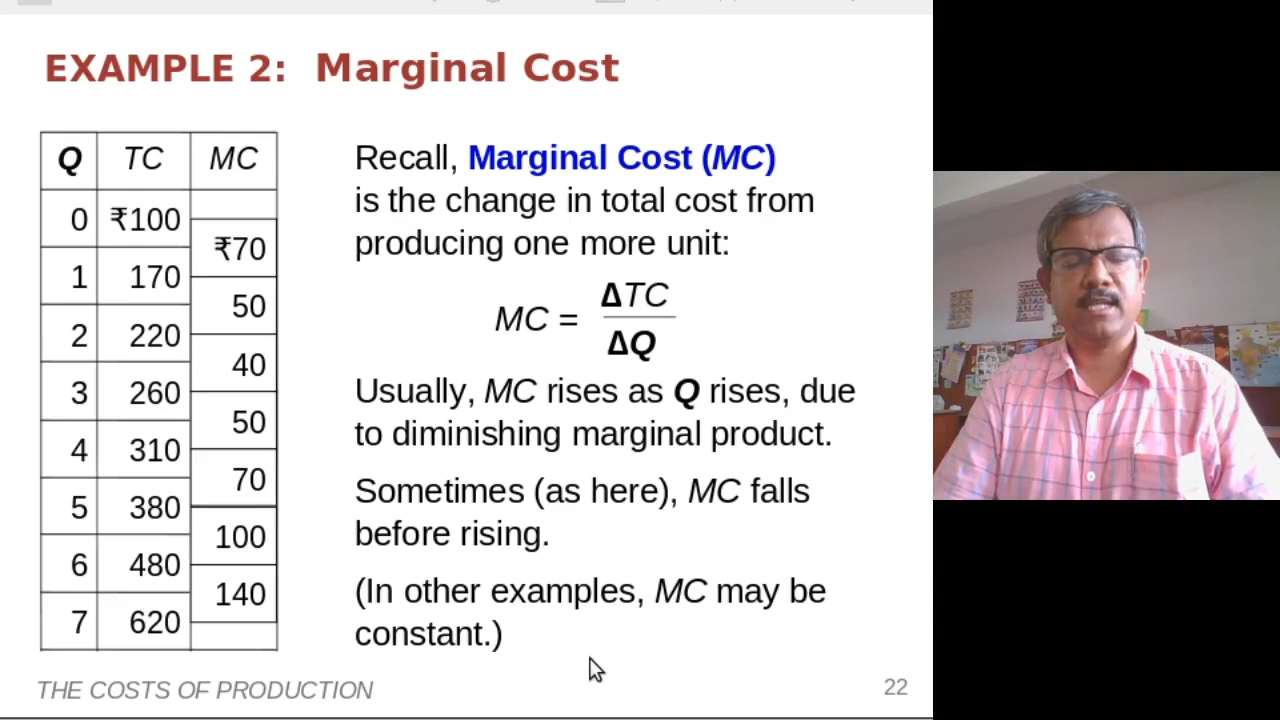 EXAMPLE 2: Marginal Cost
Q TC MC
0 ₹100
₹70
1 170
50
2 220
40
3 260
50
4 310
70
5 380
100
6 480
140
7 620
Recall, Marginal Cost (MC)
is the change in total cost from
producing one more unit:
MC = ΔTC
ΔQ
Usually, MC rises as Q rises, due
to diminishing marginal product.
Sometimes (as here), MC falls
before rising.
(In other examples, MC may be
constant.)
THE COSTS OF PRODUCTION
22